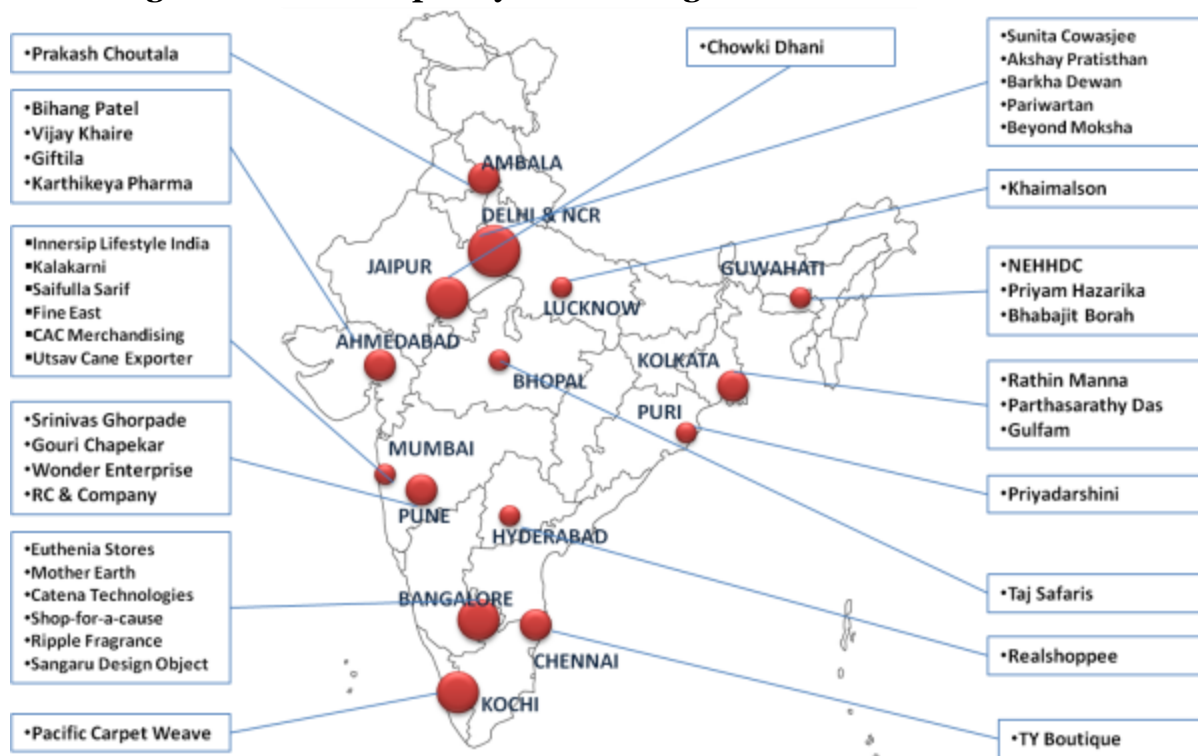 •Prakash Choutala
•Chowki Dhani
•Sunita Cowasjee
•Akshay Pratisthan
•Barkha Dewan
•Pariwartan
•Beyond Moksha
•Bihang Patel
•Vijay Khaire
•Giftila
•Karthikeya Pharma
AMBALA
•Khaimalson
DELHI & NCR
▪Innersip Lifestyle India
▪Kalakarni
▪Saifulla Sarif
▪Fine East
▪CAC Merchandising
▪Utsav Cane Exporter
JAIPUR
GUWAHATI
•NEHHDC
•Priyam Hazarika
•Bhabajit Borah
LUCKNOW
AHMEDABAD
KOLKATA
BHOPAL
•Rathin Manna
•Parthasarathy Das
•Gulfam
•Srinivas Ghorpade
•Gouri Chapekar
•Wonder Enterprise
•RC & Company
PURI
MUMBAI
•Priyadarshini
PUNE
HYDERABAD
•Euthenia Stores
•Mother Earth
•Catena Technologies
•Shop-for-a-cause
•Ripple Fragrance
•Sangaru Design Object
BANGALORE
•Taj Safaris
•Realshoppee
CHENNAI
KOCHI
•Pacific Carpet Weave
•TY Boutique